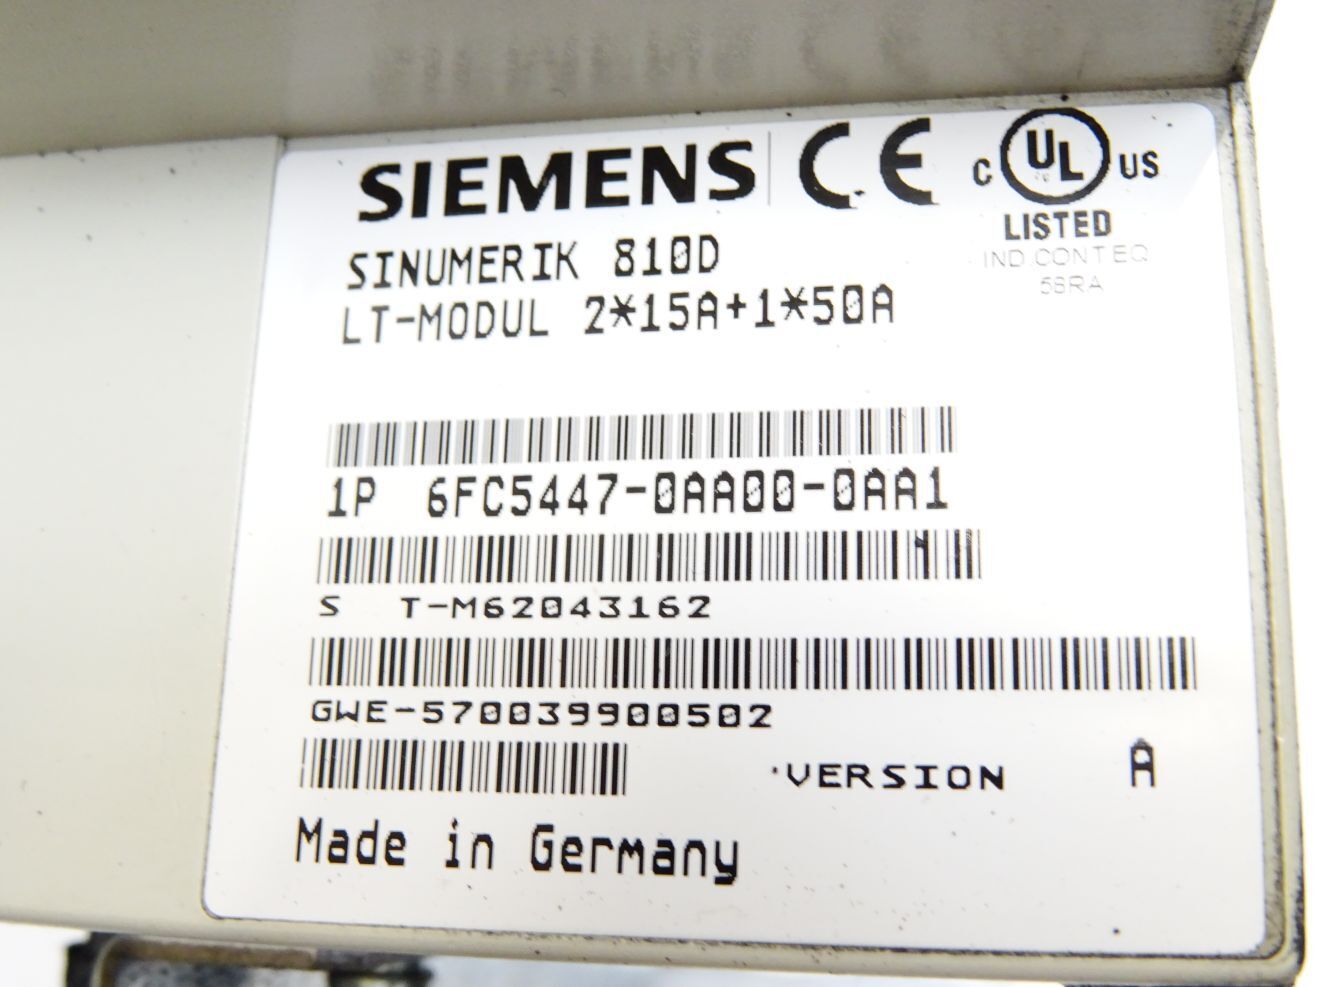 SIEMENS CE C UL US
LISTED
SINUMERIK 810D
IND.CONT.EQ
58RA
LT-MODUL 2*15A+1*50A
1P 6FC5447-0AA00-0AA1
S T-M62043162
GWE-570039900502
VERSION A
Made in Germany